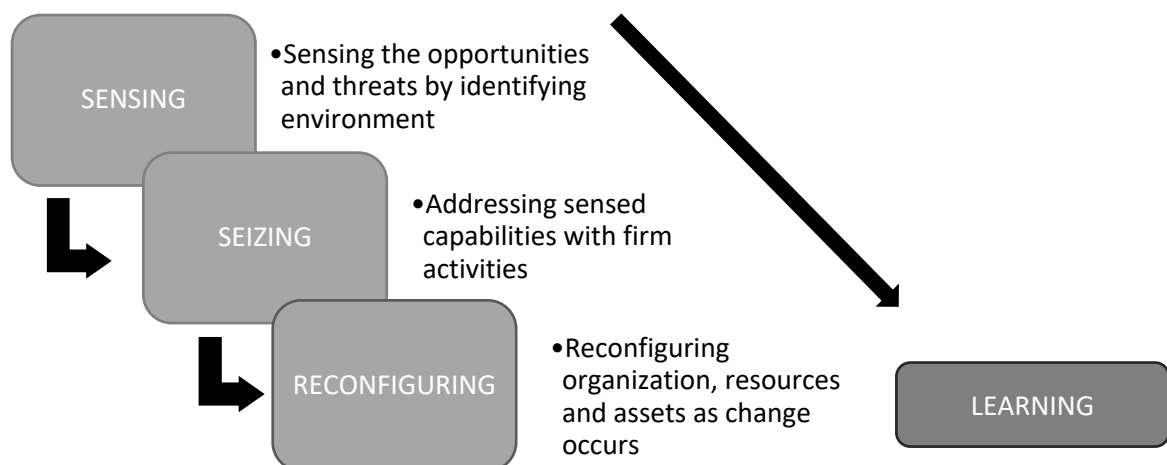 SENSING
•Sensing the opportunities
and threats by identifying
environment
SEIZING
•Addressing sensed
capabilities with firm
activities
RECONFIGURING
•Reconfiguring
organization, resources
and assets as change
occurs
LEARNING